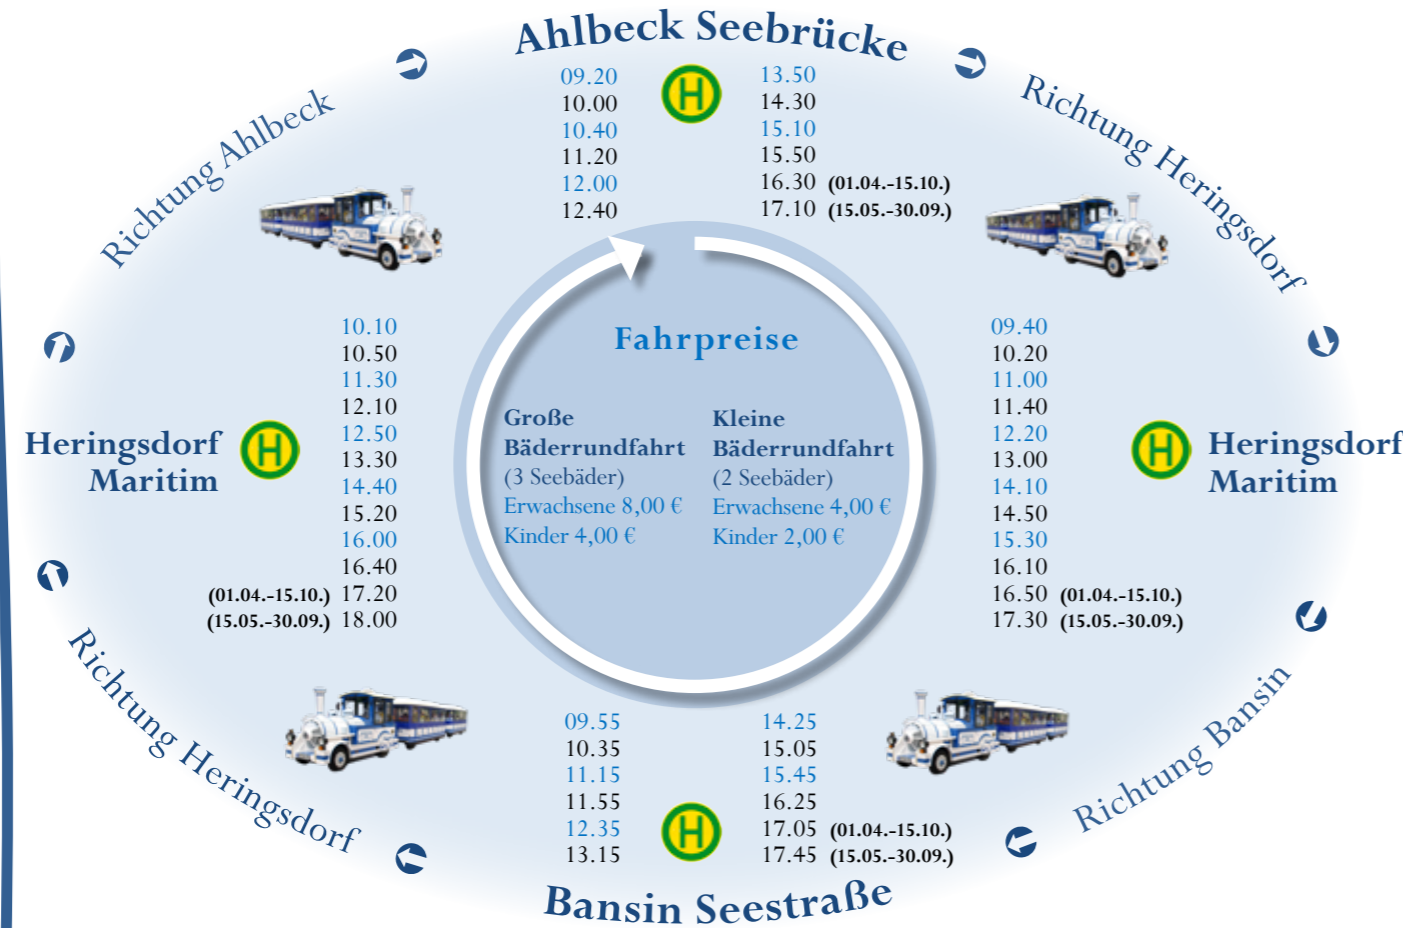 Ahlbeck Seebrücke
H
09.20
10.00
10.40
11.20
12.00
12.40
13.50
14.30
15.10
15.50
16.30 (01.04.-15.10.)
17.10 (15.05.-30.09.)
Richtung Heringsdorf
09.40
10.20
11.00
11.40
12.20
13.00
14.10
14.50
15.30
16.10
16.50 (01.04.-15.10.)
17.30 (15.05.-30.09.)
H
Heringsdorf
Maritim
Richtung Bansin
09.55
10.35
11.15
11.55
12.35
13.15
H
14.25
15.05
15.45
16.25
17.05 (01.04.-15.10.)
17.45 (15.05.-30.09.)
Bansin Seestraße
Richtung Heringsdorf
Heringsdorf
Maritim
H
10.10
10.50
11.30
12.10
12.50
13.30
14.40
15.20
16.00
16.40
(01.04.-15.10.) 17.20
(15.05.-30.09.) 18.00
Richtung Ahlbeck
Fahrpreise
Große
Bäderrundfahrt
(3 Seebäder)
Erwachsene 8,00 €
Kinder 4,00 €
Kleine
Bäderrundfahrt
(2 Seebäder)
Erwachsene 4,00 €
Kinder 2,00 €